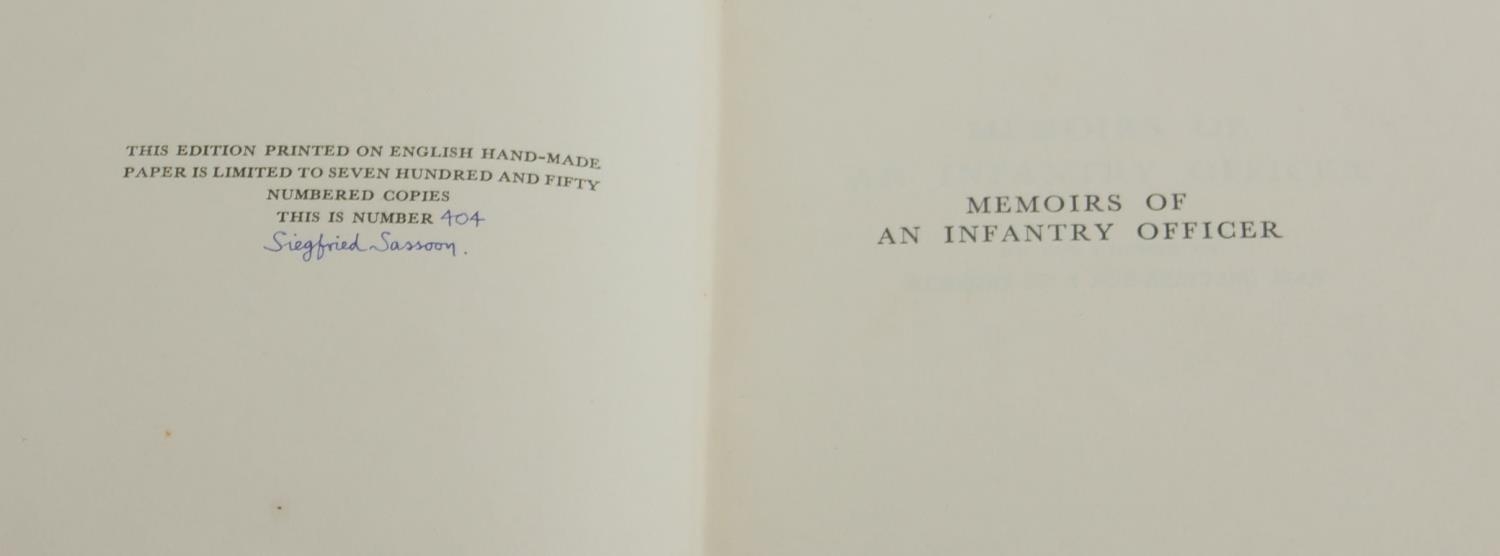 THIS EDITION PRINTED ON ENGLISH HAND-MADE
PAPER IS LIMITED TO SEVEN HUNDRED AND FIFTY
NUMBERED COPIES
THIS IS NUMBER 404
Siegfried Sassoon.
MEMOIRS OF
AN INFANTRY OFFICER